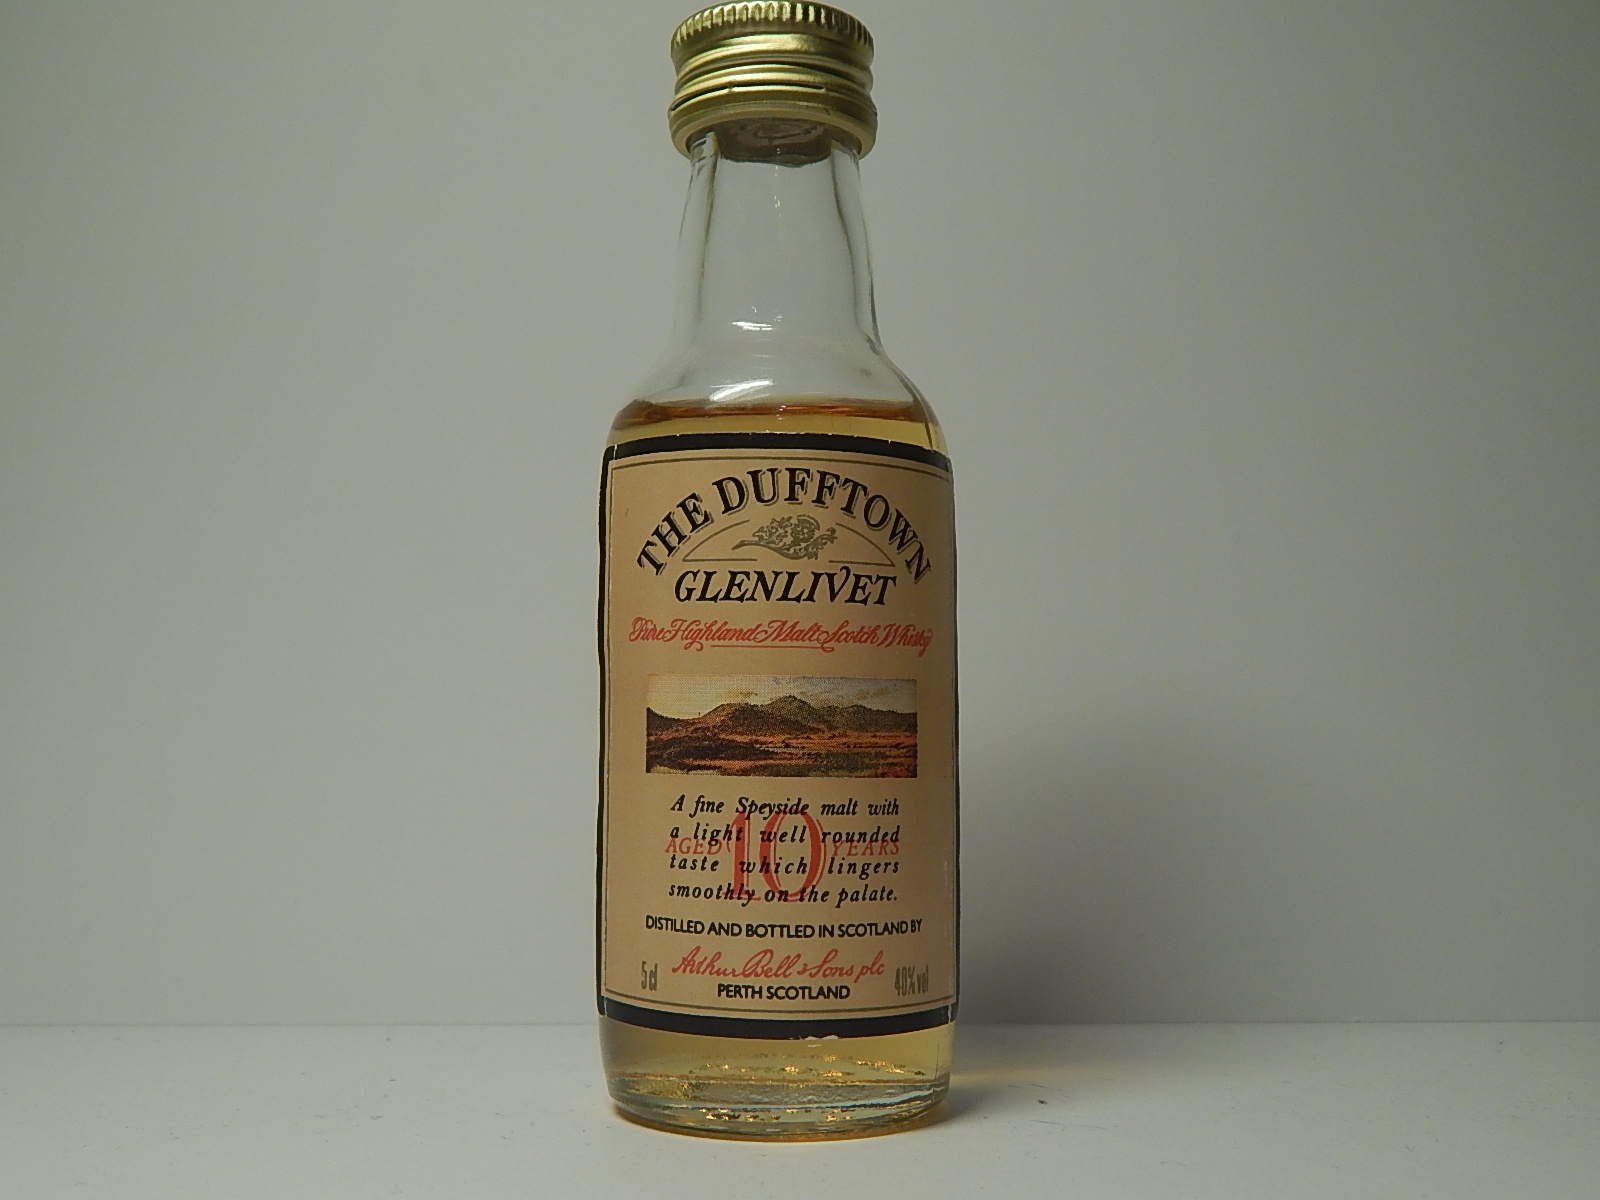 THE DUFFTOWN
GLENLIVET
Pure Highland Malt Scotch Whisky
A fine Speyside malt with
a light well rounded
AGED 10 YEARS
taste which lingers
smoothly on the palate.
DISTILLED AND BOTTLED IN SCOTLAND BY
5cl Arthur Bell & Sons plc 40%vol
PERTH SCOTLAND